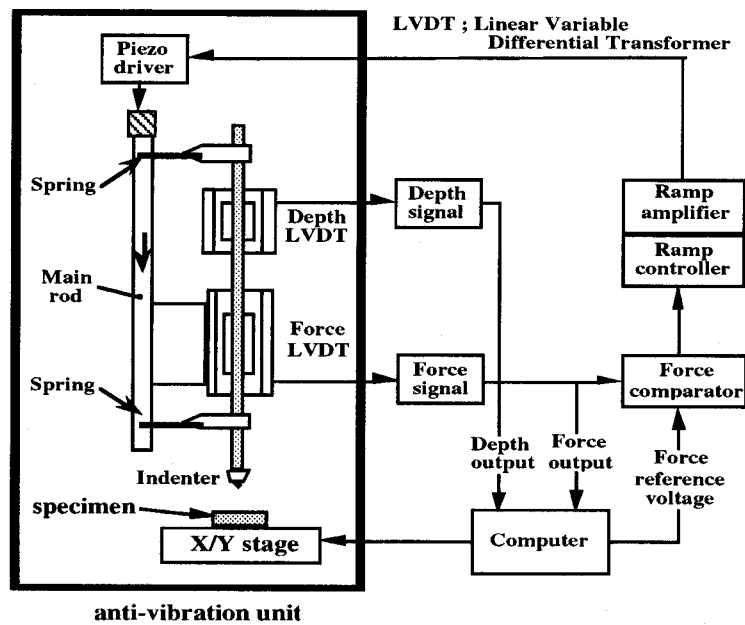 LVDT ; Linear Variable
Differential Transformer
Piezo
driver
Spring
Depth
LVDT
Depth
signal
Ramp
amplifier
Ramp
controller
Main
rod
Force
LVDT
Force
signal
Force
comparator
Spring
Indenter
Depth
output
Force
output
Force
reference
voltage
specimen
X/Y stage
Computer
anti-vibration unit